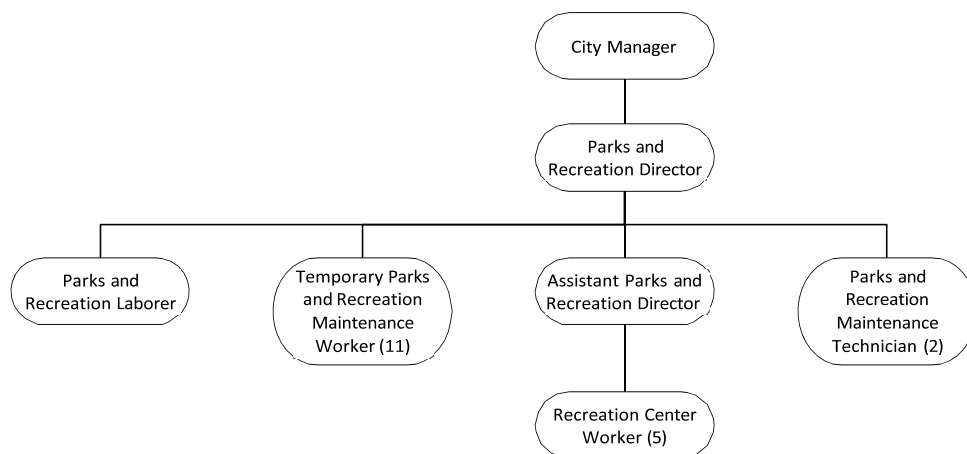 City Manager
Parks and
Recreation Director
Parks and
Recreation Laborer
Temporary Parks
and Recreation
Maintenance
Worker (11)
Assistant Parks and
Recreation Director
Parks and
Recreation
Maintenance
Technician (2)
Recreation Center
Worker (5)